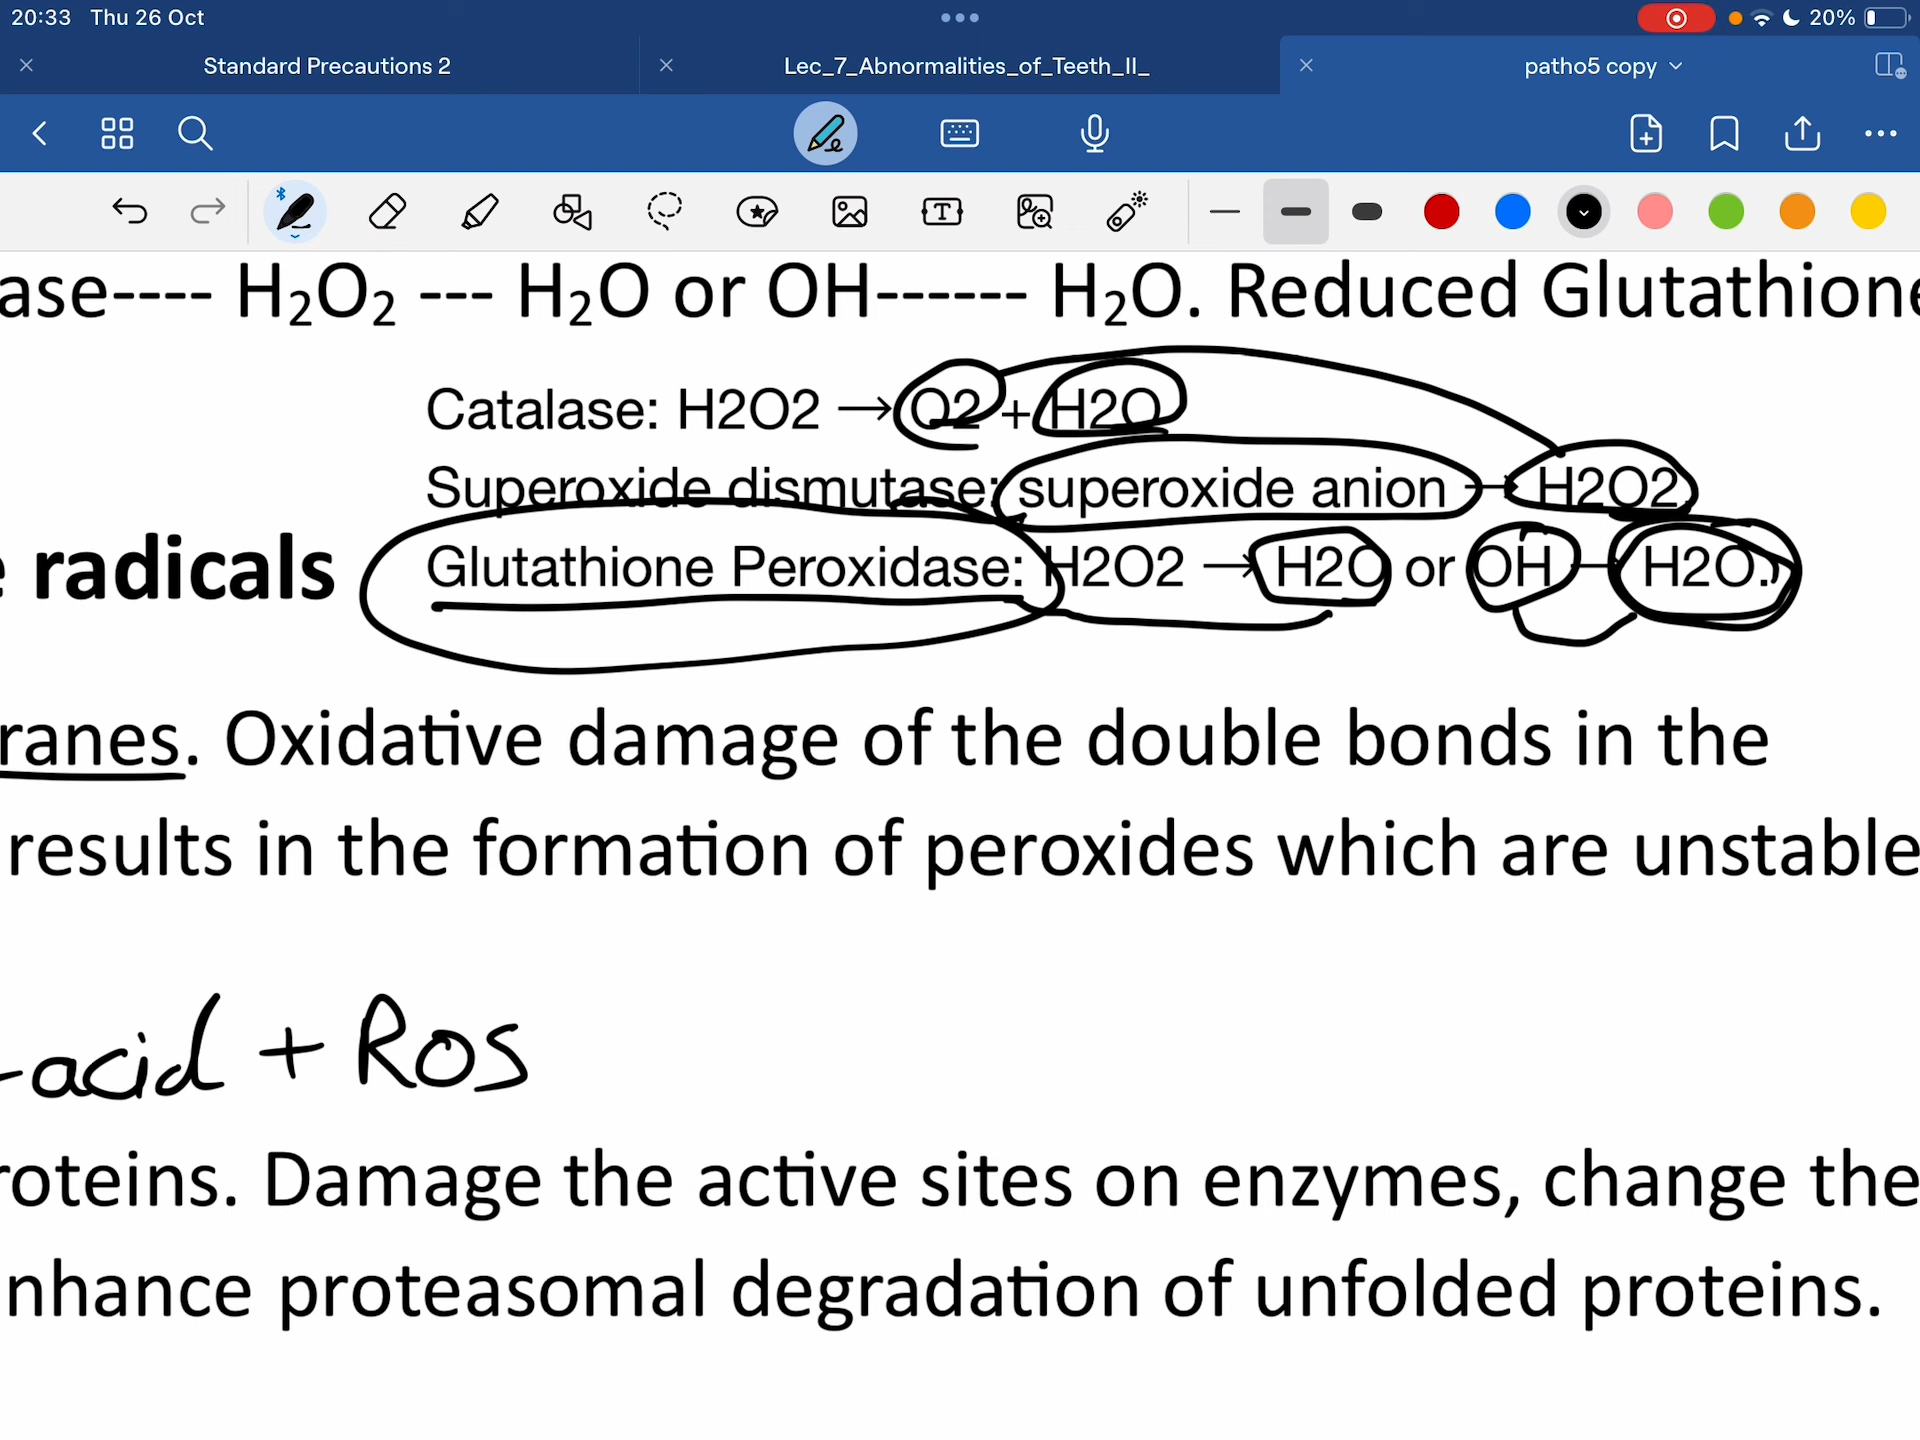 20:33 Thu 26 Oct 20%
Standard Precautions 2 Lec_7_Abnormalities_of_Teeth_II_ patho5 copy
ase---- H₂O₂ --- H₂O or OH------ H₂O. Reduced Glutathione
Catalase: H2O2 → O2 + H2O
Superoxide dismutase: superoxide anion → H2O2,
e radicals Glutathione Peroxidase: H2O2 → H2O or OH → H2O.
ranes. Oxidative damage of the double bonds in the
results in the formation of peroxides which are unstable
-acid + Ros
roteins. Damage the active sites on enzymes, change the
nhance proteasomal degradation of unfolded proteins.